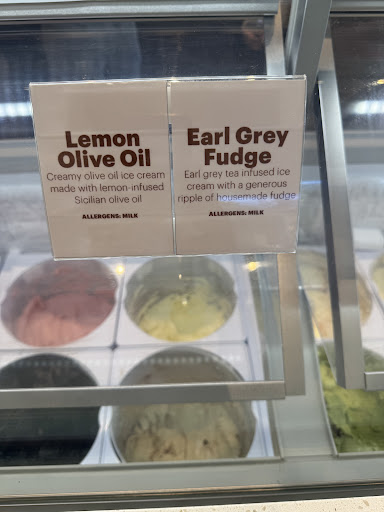 Lemon
Olive Oil
Creamy olive oil ice cream
made with lemon-infused
Sicilian olive oil
ALLERGENS: MILK
Earl Grey
Fudge
Earl grey tea infused ice
cream with a generous
ripple of housemade fudge
ALLERGENS: MILK